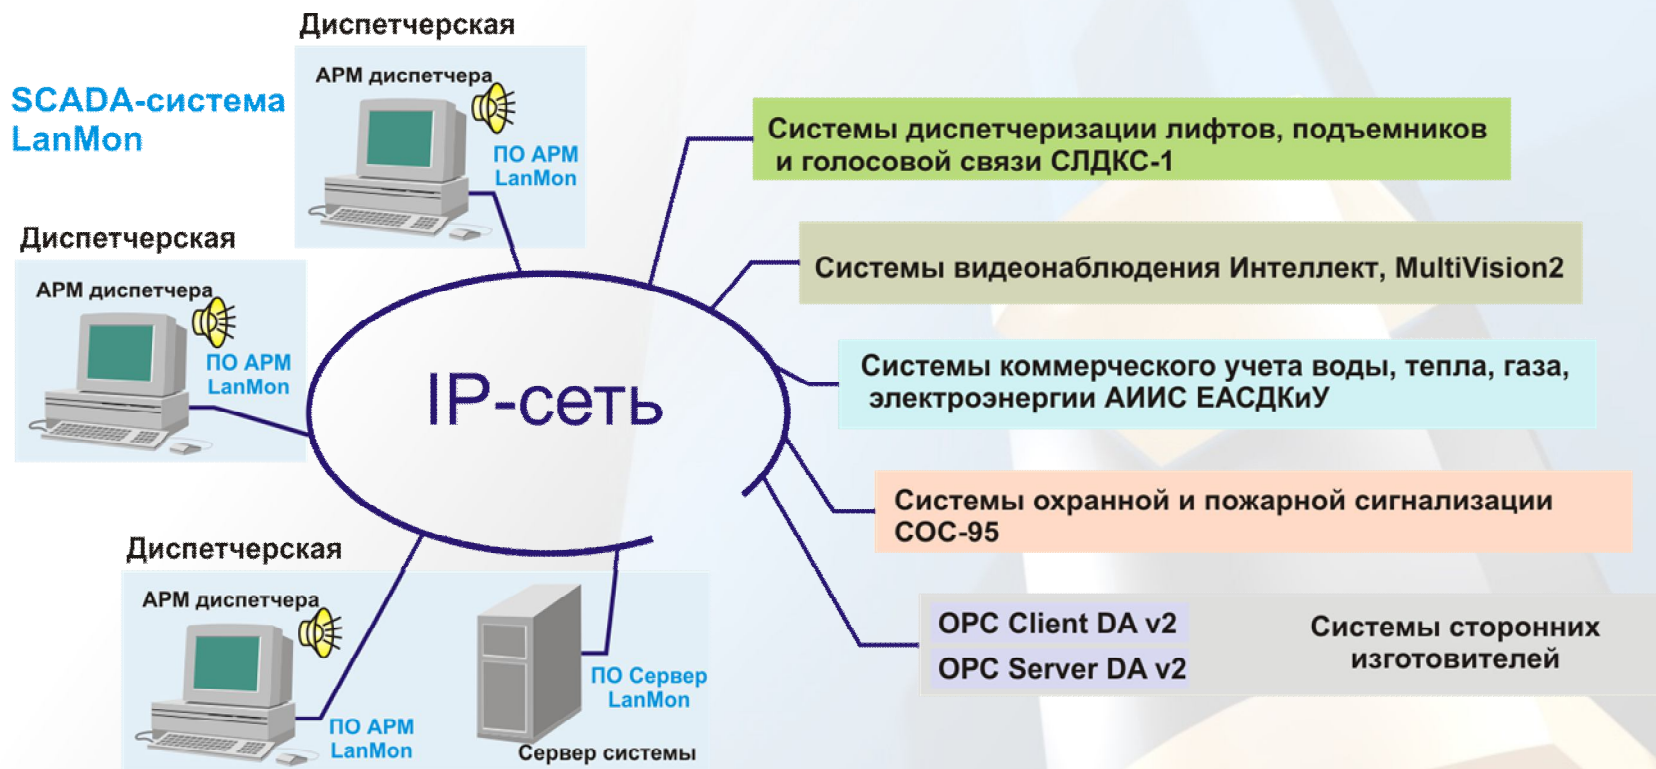 SCADA-система
LanMon
Диспетчерская
АРМ диспетчера
ПО АРМ
LanMon
Диспетчерская
АРМ диспетчера
ПО АРМ
LanMon
Диспетчерская
АРМ диспетчера
ПО АРМ
LanMon
ПО Сервер
LanMon
Сервер системы
IP-сеть
Системы диспетчеризации лифтов, подъемников
и голосовой связи СЛДКС-1
Системы видеонаблюдения Интеллект, MultiVision2
Системы коммерческого учета воды, тепла, газа,
электроэнергии АИИС ЕАСДКиУ
Системы охранной и пожарной сигнализации
СОС-95
OPC Client DA v2
OPC Server DA v2
Системы сторонних
изготовителей